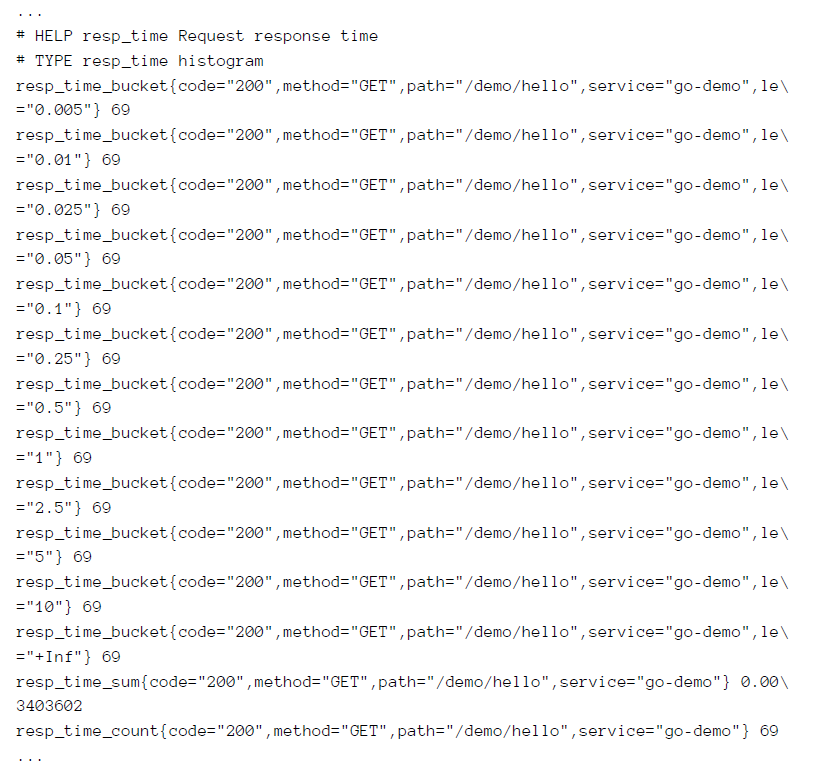 ...
# HELP resp_time Request response time
# TYPE resp_time histogram
resp_time_bucket{code="200",method="GET",path="/demo/hello",service="go-demo",le\
="0.005"} 69
resp_time_bucket{code="200",method="GET",path="/demo/hello",service="go-demo",le\
="0.01"} 69
resp_time_bucket{code="200",method="GET",path="/demo/hello",service="go-demo",le\
="0.025"} 69
resp_time_bucket{code="200",method="GET",path="/demo/hello",service="go-demo",le\
="0.05"} 69
resp_time_bucket{code="200",method="GET",path="/demo/hello",service="go-demo",le\
="0.1"} 69
resp_time_bucket{code="200",method="GET",path="/demo/hello",service="go-demo",le\
="0.25"} 69
resp_time_bucket{code="200",method="GET",path="/demo/hello",service="go-demo",le\
="0.5"} 69
resp_time_bucket{code="200",method="GET",path="/demo/hello",service="go-demo",le\
="1"} 69
resp_time_bucket{code="200",method="GET",path="/demo/hello",service="go-demo",le\
="2.5"} 69
resp_time_bucket{code="200",method="GET",path="/demo/hello",service="go-demo",le\
="5"} 69
resp_time_bucket{code="200",method="GET",path="/demo/hello",service="go-demo",le\
="10"} 69
resp_time_bucket{code="200",method="GET",path="/demo/hello",service="go-demo",le\
="+Inf"} 69
resp_time_sum{code="200",method="GET",path="/demo/hello",service="go-demo"} 0.00\
3403602
resp_time_count{code="200",method="GET",path="/demo/hello",service="go-demo"} 69
...